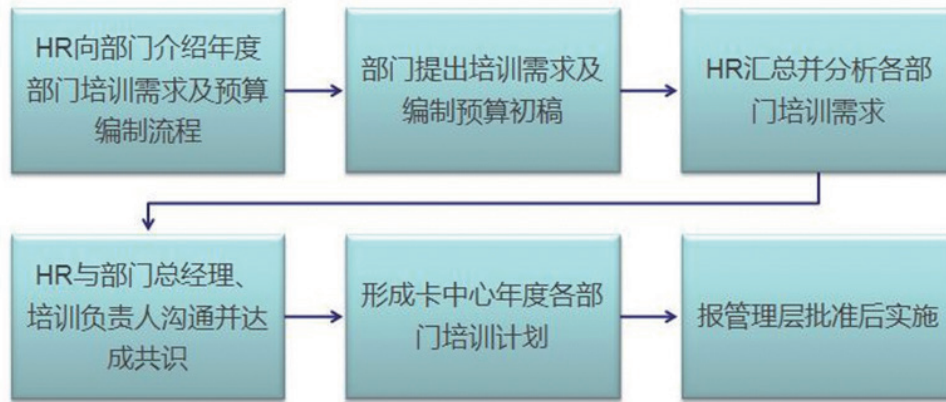 HR向部门介绍年度
部门培训需求及预算
编制流程
部门提出培训需求及
编制预算初稿
HR汇总并分析各部
门培训需求
HR与部门总经理、
培训负责人沟通并达
成共识
形成卡中心年度各部
门培训计划
报管理层批准后实施